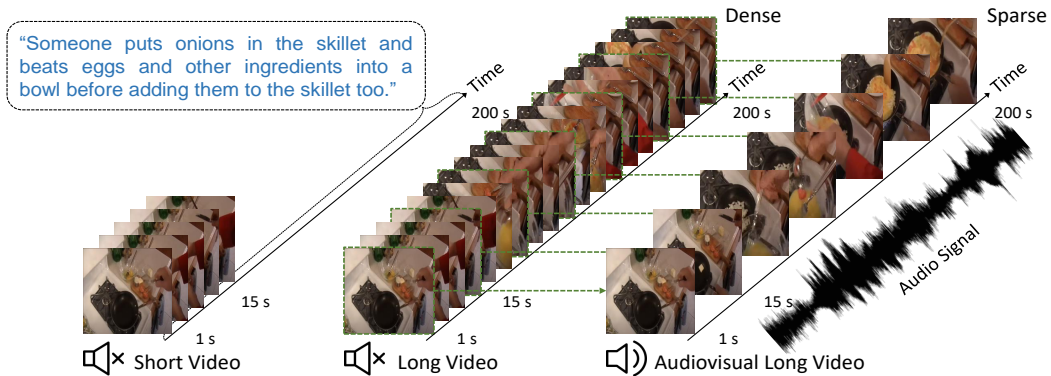 “Someone puts onions in the skillet and
beats eggs and other ingredients into a
bowl before adding them to the skillet too.”
Time
200 s
15 s
1 s
Short Video
Dense
Time
200 s
15 s
1 s
Long Video
Sparse
Time
200 s
15 s
1 s
Audio Signal
Audiovisual Long Video